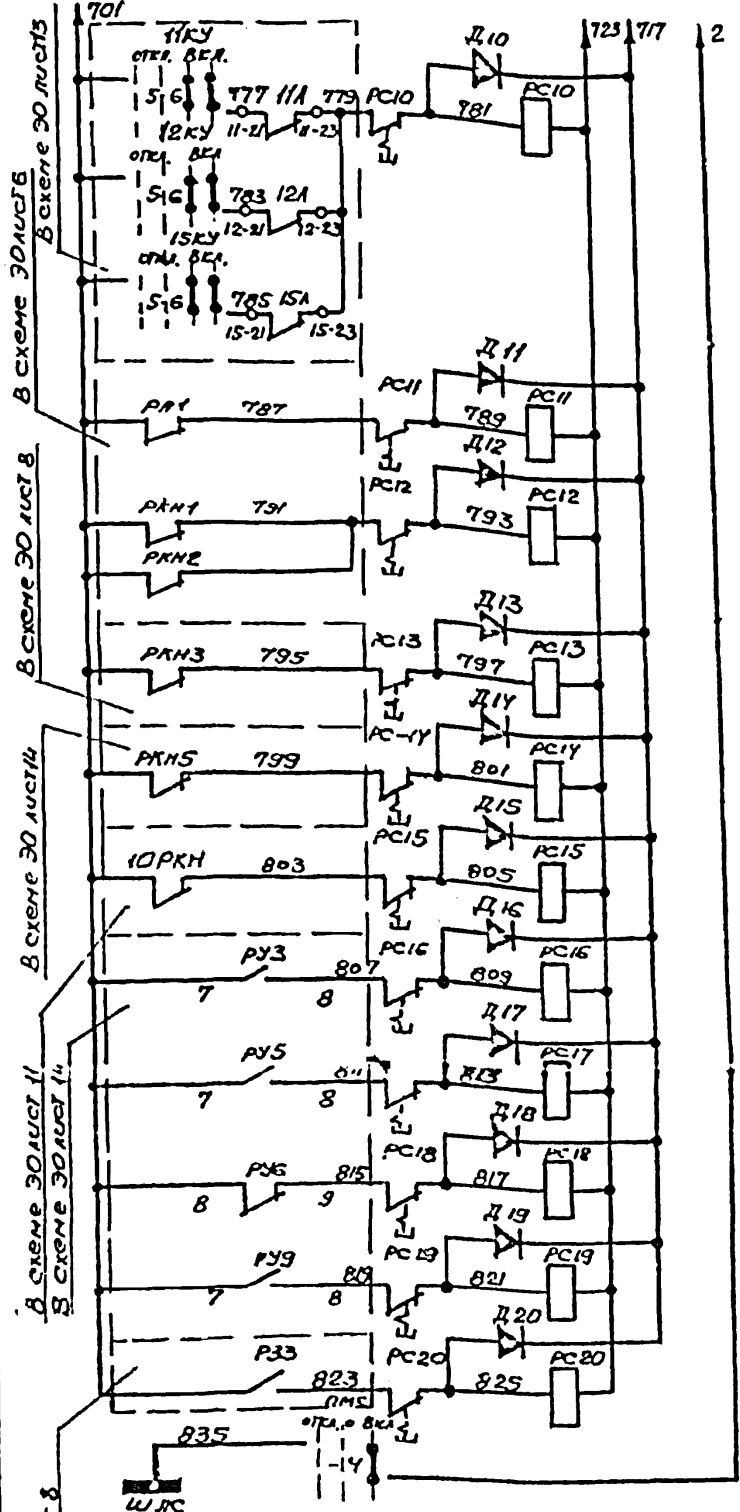 701
723 717 2
11КУ
ОТКЛ. ВКЛ.
5-6 777 11Л 779 РС10 Д10 781 РС10
11-21 11-23
12КУ
ОТКЛ. ВКЛ
5-6 783 12Л
12-21 12-23
15КУ
ОТКЛ. ВКЛ.
5-6 785 15Л
15-21 15-23
В схеме ЭО лист 13
В схеме ЭО лист 6
В схеме ЭО лист 8
В схеме ЭО лист 14
В схеме ЭО лист 11
В схеме ЭО лист 14
-8
РП1 787 РС11 Д11 789 РС11
РКН1 791 РС12 Д12 793 РС12
РКН2
РКН3 795 РС13 Д13 797 РС13
РКН5 799 РС-14 Д14 801 РС14
10РКН 803 РС15 Д15 805 РС15
РУ3 7 8 807 РС16 Д16 809 РС16
РУ5 7 8 Д17 813 РС17
РУ6 8 9 815 РС18 Д18 817 РС18
РУ9 7 8 819 РС19 Д19 821 РС19
РЗ3 823 РС20 Д20 825 РС20
ПМ5
ОТКЛ. 0 ВКЛ
835 -14